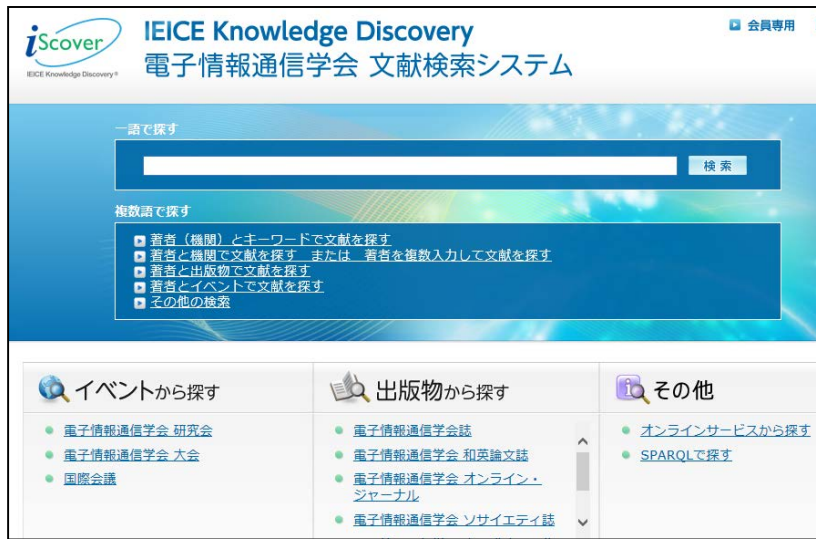 iScover
IEICE Knowledge Discovery®
IEICE Knowledge Discovery
電子情報通信学会 文献検索システム
会員専用
一語で探す
検索
複数語で探す
著者（機関）とキーワードで文献を探す
著者と機関で文献を探す　または　著者を複数入力して文献を探す
著者と出版物で文献を探す
著者とイベントで文献を探す
その他の検索
イベントから探す
電子情報通信学会 研究会
電子情報通信学会 大会
国際会議
出版物から探す
電子情報通信学会誌
電子情報通信学会 和英論文誌
電子情報通信学会 オンライン・
ジャーナル
電子情報通信学会 ソサイエティ誌
その他
オンラインサービスから探す
SPARQLで探す